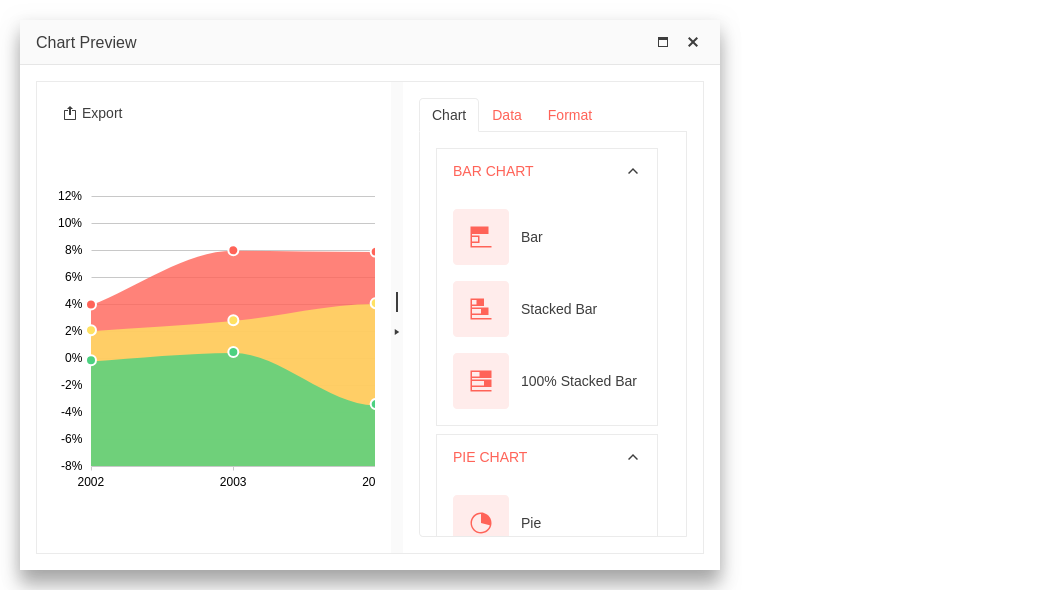 Chart Preview
Export
12%
10%
8%
6%
4%
2%
0%
-2%
-4%
-6%
-8%
2002 2003 20
Chart Data Format
BAR CHART
Bar
Stacked Bar
100% Stacked Bar
PIE CHART
Pie